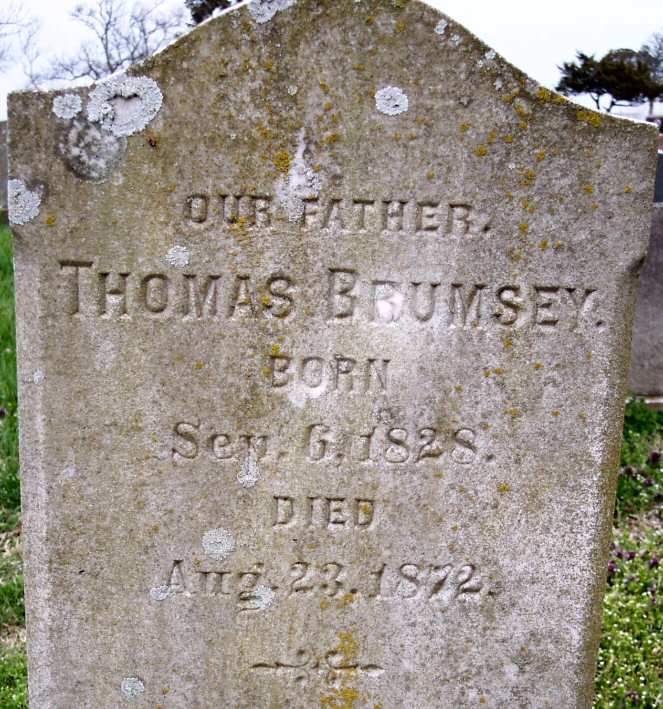 OUR FATHER.
THOMAS BRUMSEY.
BORN
Sep. 6, 1828.
DIED
Aug. 23, 1872.